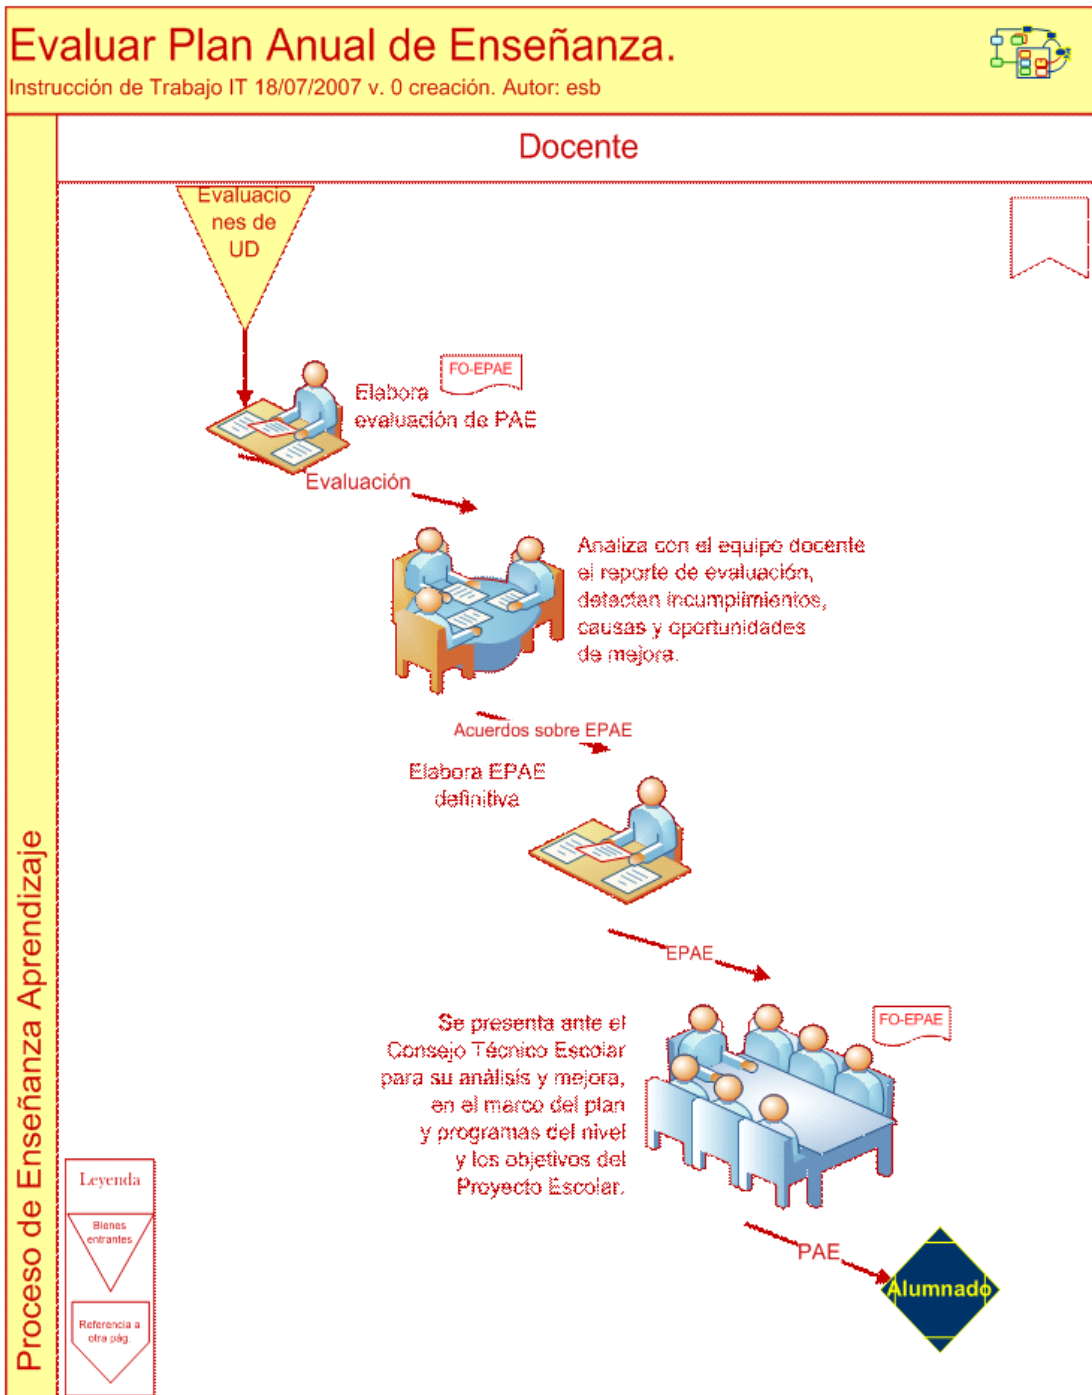 Evaluar Plan Anual de Enseñanza.
Instrucción de Trabajo IT 18/07/2007 v. 0 creación. Autor: esb
Docente
Evaluacio
nes de
UD
FO-EPAE
Elabora
evaluación de PAE
Evaluación
Analiza con el equipo docente
el reporte de evaluación,
detectan incumplimientos,
causas y oportunidades
de mejora.
Acuerdos sobre EPAE
Elabora EPAE
definitiva
EPAE
Se presenta ante el
Consejo Técnico Escolar
para su análisis y mejora,
en el marco del plan
y programas del nivel
y los objetivos del
Proyecto Escolar.
FO-EPAE
PAE
Alumnado
Proceso de Enseñanza Aprendizaje
Leyenda
Bienes
entrantes
Referencia a
otra pág.